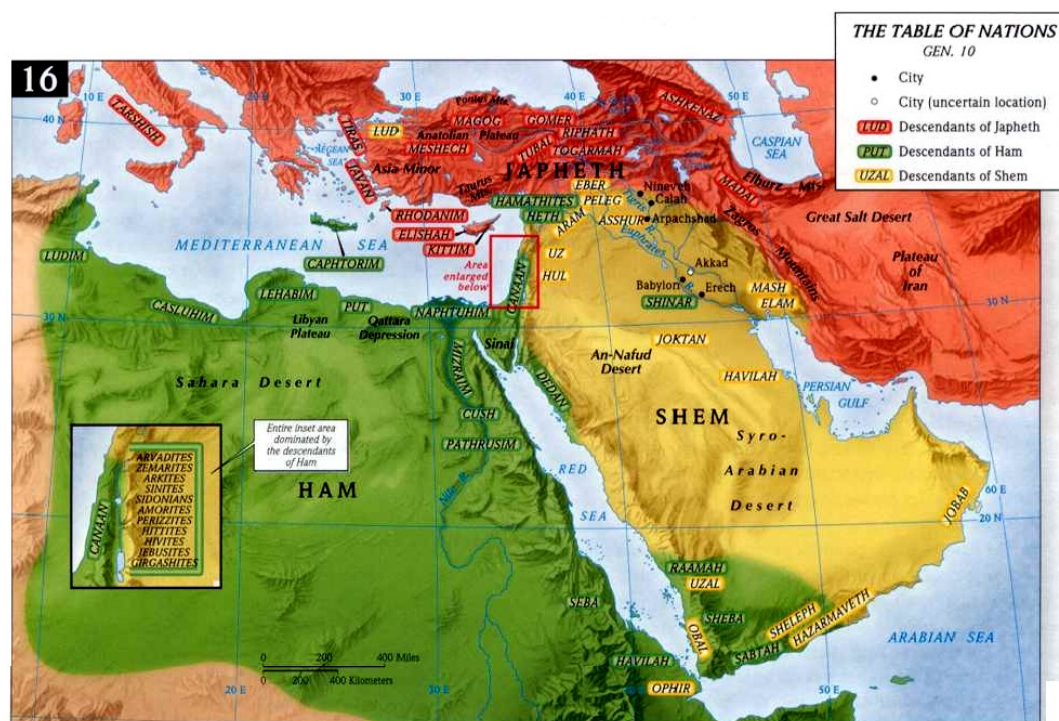 16
THE TABLE OF NATIONS
GEN. 10
City
City (uncertain location)
LUD Descendants of Japheth
PUT Descendants of Ham
UZAL Descendants of Shem
10 E
30 E
40 E
50 E
40 N
TARSHISH
TIRAS
LUD
Pontus Mts.
MAGOG
GOMER
ASHKENAZ
Anatolian
Plateau
RIPHATH
MESHECH
TUBAL
TOGARMAH
CASPIAN
SEA
AEGEAN
SEA
Asia Minor
JAVAN
JAPHETH
Taurus
Mts.
MADAI
Elburz Mts.
EBER
Nineveh
HAMATHITES
PELEG
Tigris R.
Calah
RHODANIM
HETH
ASSHUR
Arpachshad
Zagros
Mountains
Great Salt Desert
ARAM
ELISHAH
KITTIM
Euphrates
R.
MEDITERRANEAN SEA
LUDIM
CAPHTORIM
Area
enlarged
below
UZ
HUL
CANAAN
Akkad
Babylon
Erech
SHINAR
MASH
ELAM
Plateau
of
Iran
30 N
CASLUHIM
LEHABIM
PUT
NAPHTUHIM
30 N
Libyan
Plateau
Qattara
Depression
Sinai
MIZRAIM
DEDAN
An-Nafud
Desert
JOKTAN
HAVILAH
PERSIAN
GULF
Sahara Desert
CUSH
PATHRUSIM
SHEM
Syro-
Arabian
Desert
Entire inset area
dominated by
the descendants
of Ham
ARVADITES
ZEMARITES
ARKITES
SINITES
SIDONIANS
AMORITES
PERIZZITES
HITTITES
HIVITES
JEBUSITES
GIRGASHITES
CANAAN
HAM
Nile R.
RED
SEA
60 E
20 N
JOBAB
RAAMAH
UZAL
SEBA
SHEBA
SHELEPH
HAZARMAVETH
OBAL
SABTAH
ARABIAN SEA
HAVILAH
OPHIR
0 200 400 Miles
0 200 400 Kilometers
20 E
30 E
50 E